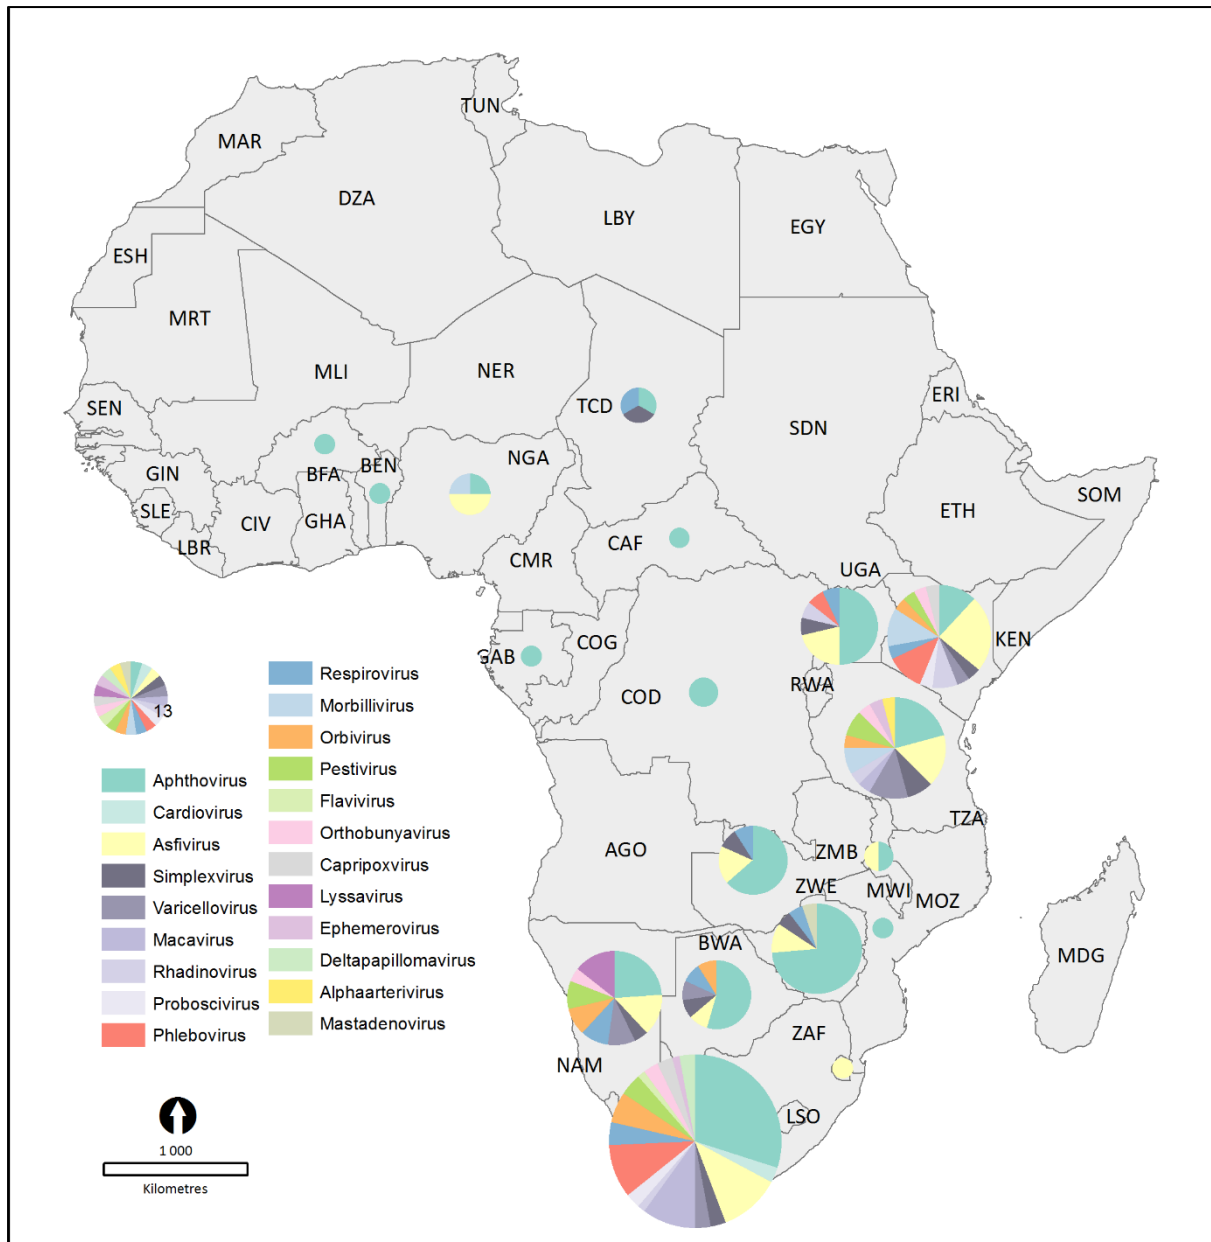 TUN
MAR
DZA
LBY
EGY
ESH
MRT
MLI
NER
TCD
SEN
ERI
SDN
BFA
BEN
NGA
GIN
SLE
CIV
GHA
LBR
SOM
ETH
CMR
CAF
UGA
GAB
COG
COD
KEN
RWA
TZA
AGO
ZMB
ZWE
MWI
MOZ
BWA
MDG
NAM
ZAF
LSO
13
Aphthovirus
Cardiovirus
Asfivirus
Simplexvirus
Varicellovirus
Macavirus
Rhadinovirus
Proboscivirus
Phlebovirus
Respirovirus
Morbillivirus
Orbivirus
Pestivirus
Flavivirus
Orthobunyavirus
Capripoxvirus
Lyssavirus
Ephemerovirus
Deltapapillomavirus
Alphaarterivirus
Mastadenovirus
1 000
Kilometres